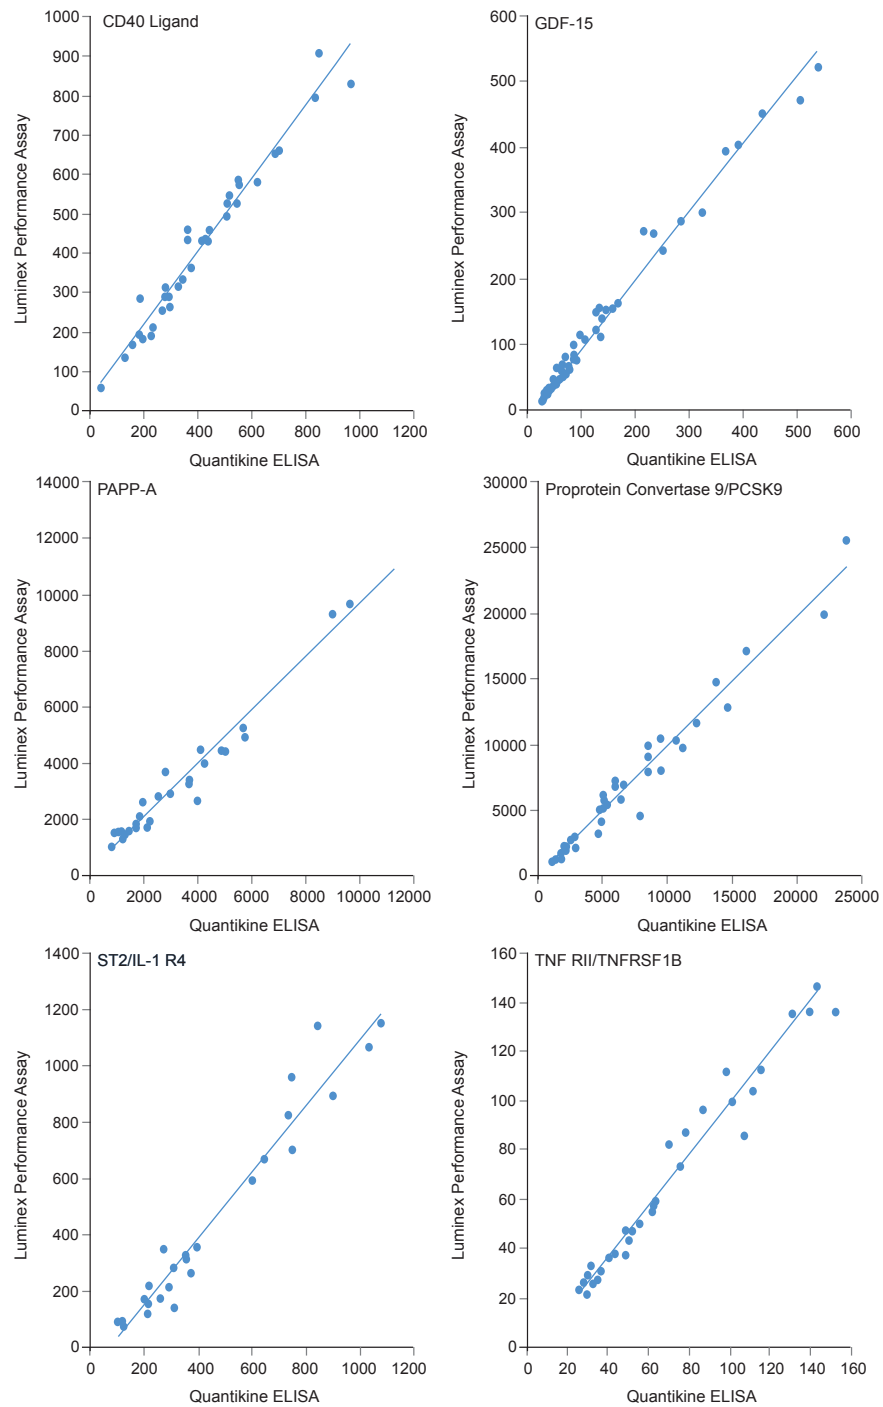 CD40 Ligand
Luminex Performance Assay
1000
900
800
700
600
500
400
300
200
100
0
0 200 400 600 800 1000 1200
Quantikine ELISA
GDF-15
Luminex Performance Assay
600
500
400
300
200
100
0
0 100 200 300 400 500 600
Quantikine ELISA
PAPP-A
Luminex Performance Assay
14000
12000
10000
8000
6000
4000
2000
0
0 2000 4000 6000 8000 10000 12000
Quantikine ELISA
Proprotein Convertase 9/PCSK9
Luminex Performance Assay
30000
25000
20000
15000
10000
5000
0
0 5000 10000 15000 20000 25000
Quantikine ELISA
ST2/IL-1 R4
Luminex Performance Assay
1400
1200
1000
800
600
400
200
0
0 200 400 600 800 1000 1200
Quantikine ELISA
TNF RII/TNFRSF1B
Luminex Performance Assay
160
140
120
100
80
60
40
20
0
0 20 40 60 80 100 120 140 160
Quantikine ELISA